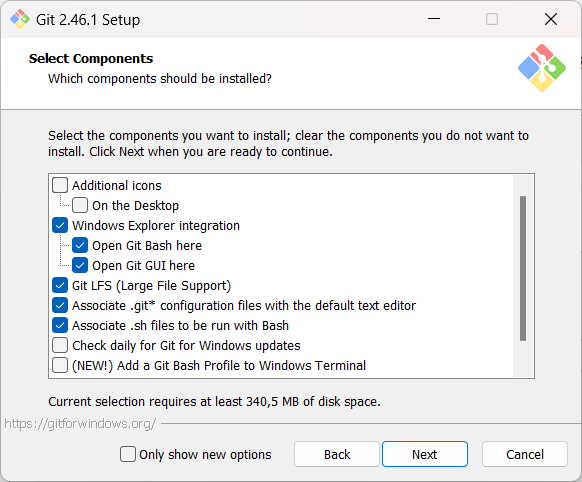 Git 2.46.1 Setup
Select Components
Which components should be installed?
Select the components you want to install; clear the components you do not want to
install. Click Next when you are ready to continue.
Additional icons
On the Desktop
Windows Explorer integration
Open Git Bash here
Open Git GUI here
Git LFS (Large File Support)
Associate .git* configuration files with the default text editor
Associate .sh files to be run with Bash
Check daily for Git for Windows updates
(NEW!) Add a Git Bash Profile to Windows Terminal
Current selection requires at least 340,5 MB of disk space.
https://gitforwindows.org/
Only show new options
Back
Next
Cancel